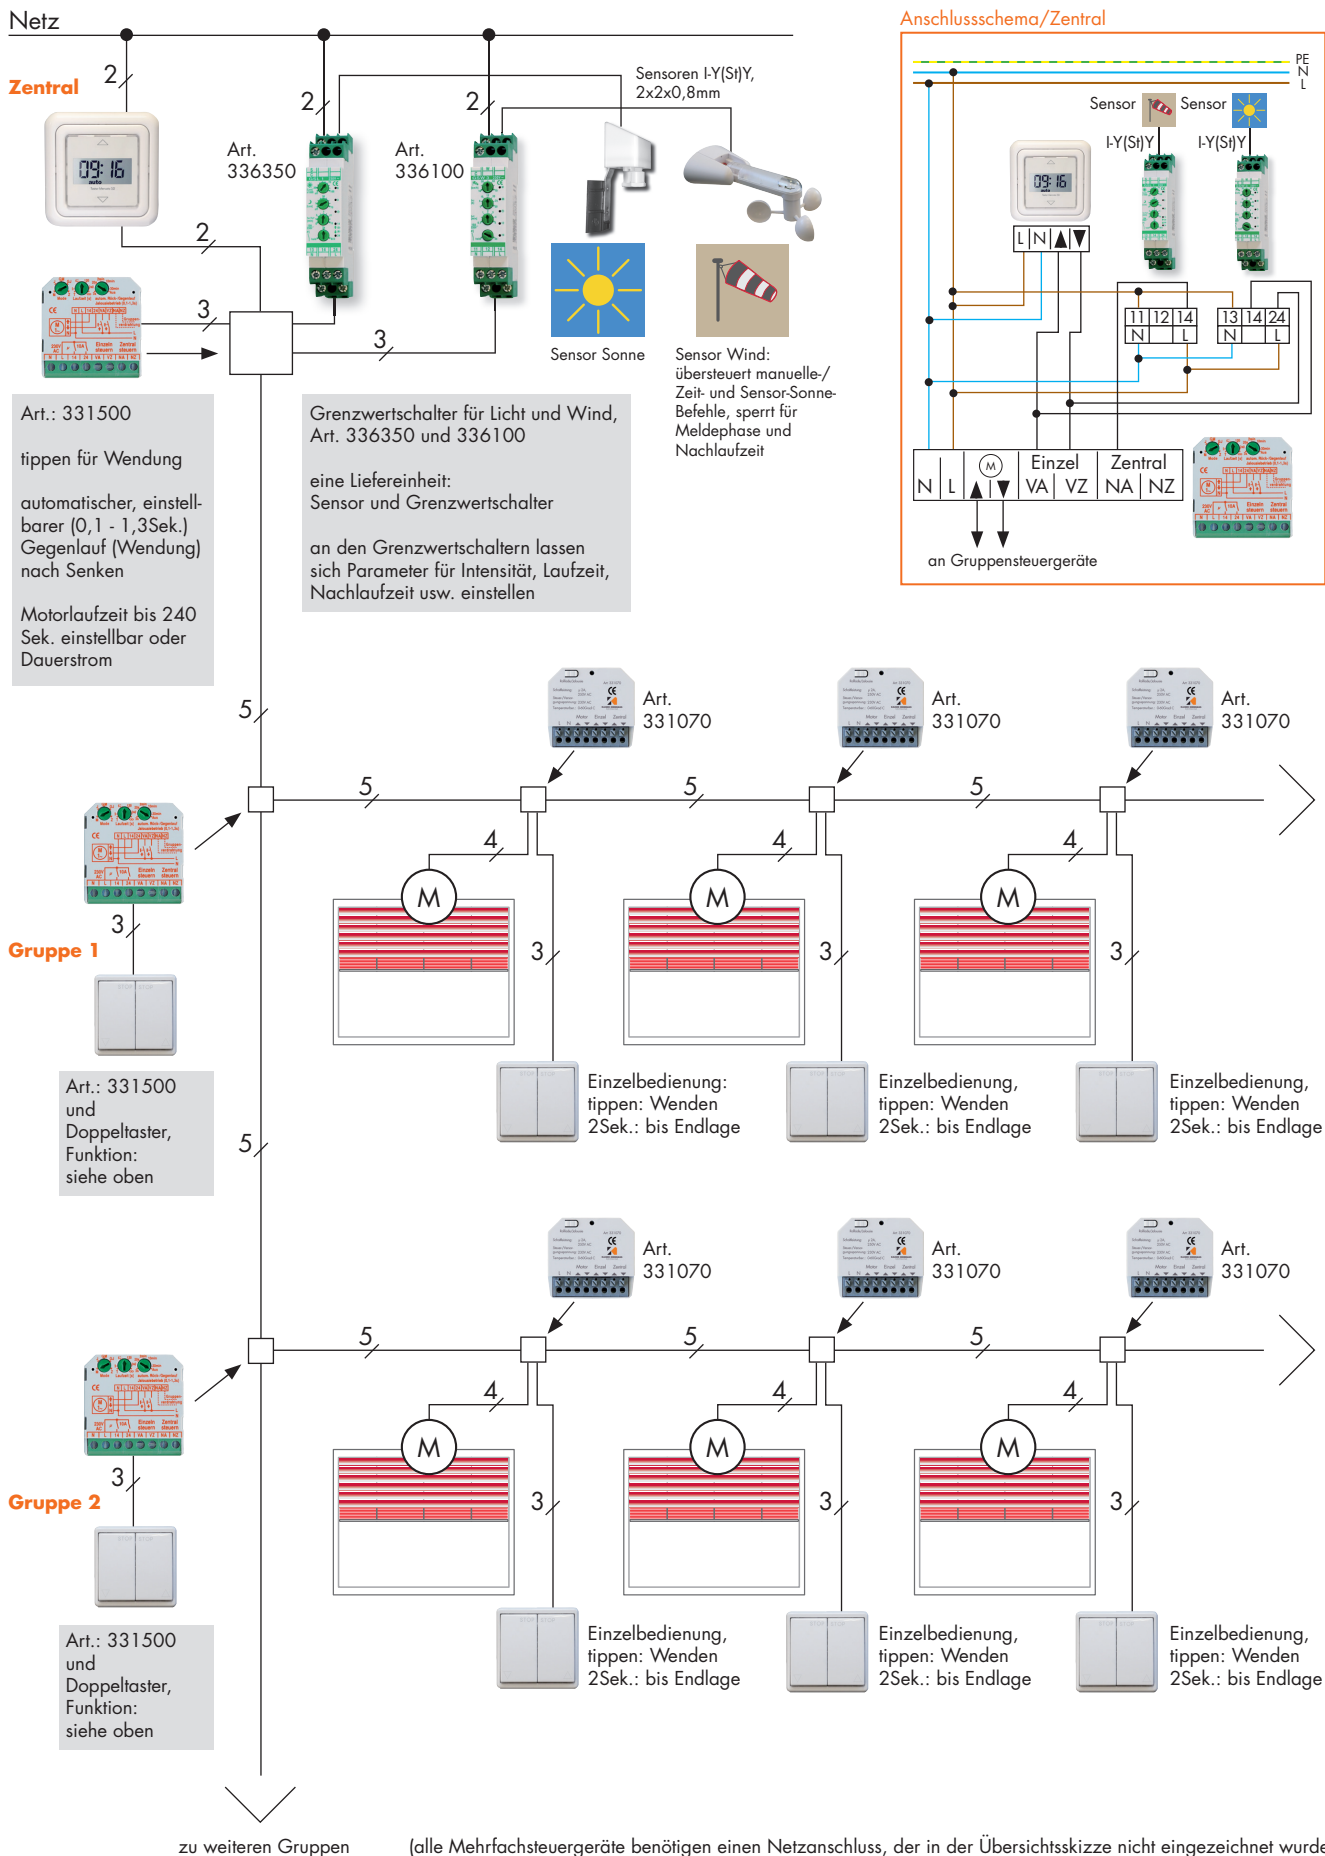 Netz
Zentral
2
2
2
Sensoren I-Y(St)Y,
2x2x0,8mm
Art.
336350
Art.
336100
09:16
auto
2
3
3
Sensor Sonne
Sensor Wind:
übersteuert manuelle-/
Zeit- und Sensor-Sonne-
Befehle, sperrt für
Meldephase und
Nachlaufzeit
Art.: 331500
tippen für Wendung
automatischer, einstell-
barer (0,1 - 1,3Sek.)
Gegenlauf (Wendung)
nach Senken
Motorlaufzeit bis 240
Sek. einstellbar oder
Dauerstrom
Grenzwertschalter für Licht und Wind,
Art. 336350 und 336100
eine Liefereinheit:
Sensor und Grenzwertschalter
an den Grenzwertschaltern lassen
sich Parameter für Intensität, Laufzeit,
Nachlaufzeit usw. einstellen
Anschlussschema/Zentral
PE
N
L
Sensor
Sensor
I-Y(St)Y
I-Y(St)Y
09:16
L N
11 12 14
N L
13 14 24
N L
N L M Einzel Zentral
VA VZ NA NZ
an Gruppensteuergeräte
5
Art.
331070
Art.
331070
Art.
331070
5
5
5
4
4
4
M
M
M
3
Gruppe 1
3
3
3
Art.: 331500
und
Doppeltaster,
Funktion:
siehe oben
Einzelbedienung:
tippen: Wenden
2Sek.: bis Endlage
Einzelbedienung,
tippen: Wenden
2Sek.: bis Endlage
Einzelbedienung,
tippen: Wenden
2Sek.: bis Endlage
5
Art.
331070
Art.
331070
Art.
331070
5
5
5
4
4
4
M
M
M
3
Gruppe 2
3
3
3
Art.: 331500
und
Doppeltaster,
Funktion:
siehe oben
Einzelbedienung,
tippen: Wenden
2Sek.: bis Endlage
Einzelbedienung,
tippen: Wenden
2Sek.: bis Endlage
Einzelbedienung,
tippen: Wenden
2Sek.: bis Endlage
zu weiteren Gruppen
(alle Mehrfachsteuergeräte benötigen einen Netzanschluss, der in der Übersichtsskizze nicht eingezeichnet wurde